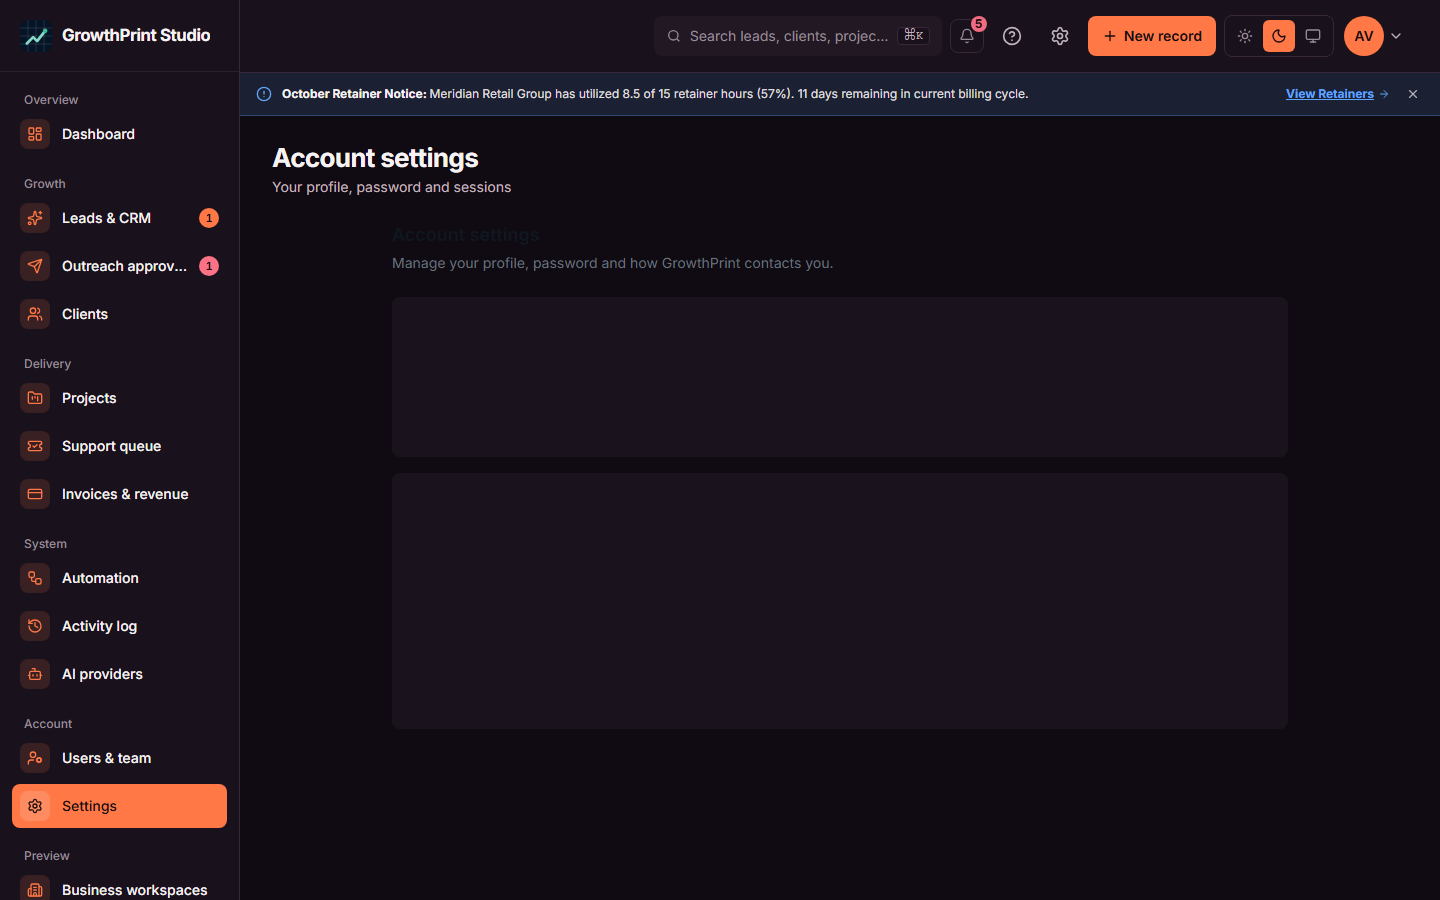 GrowthPrint Studio
Search leads, clients, projec...
⌘K
5
New record
AV
October Retainer Notice: Meridian Retail Group has utilized 8.5 of 15 retainer hours (57%). 11 days remaining in current billing cycle.
View Retainers →
Overview
Dashboard
Growth
Leads & CRM
1
Outreach approv...
1
Clients
Delivery
Projects
Support queue
Invoices & revenue
System
Automation
Activity log
AI providers
Account
Users & team
Settings
Preview
Business workspaces
Account settings
Your profile, password and sessions
Account settings
Manage your profile, password and how GrowthPrint contacts you.